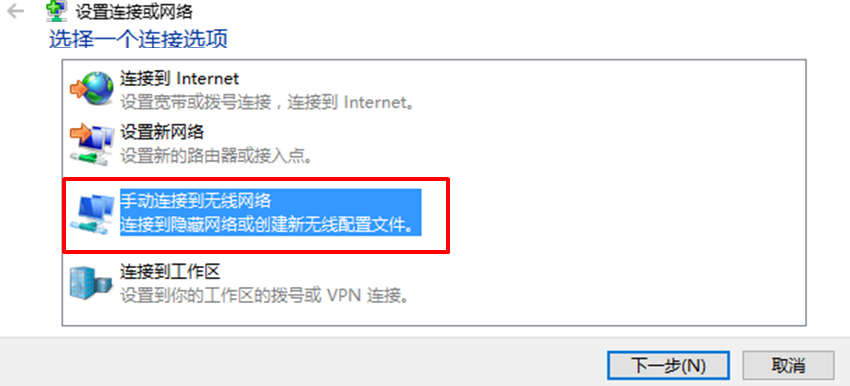 设置连接或网络
选择一个连接选项
连接到 Internet
设置宽带或拨号连接，连接到 Internet。
设置新网络
设置新的路由器或接入点。
手动连接到无线网络
连接到隐藏网络或创建新无线配置文件。
连接到工作区
设置到你的工作区的拨号或 VPN 连接。
下一步(N)
取消